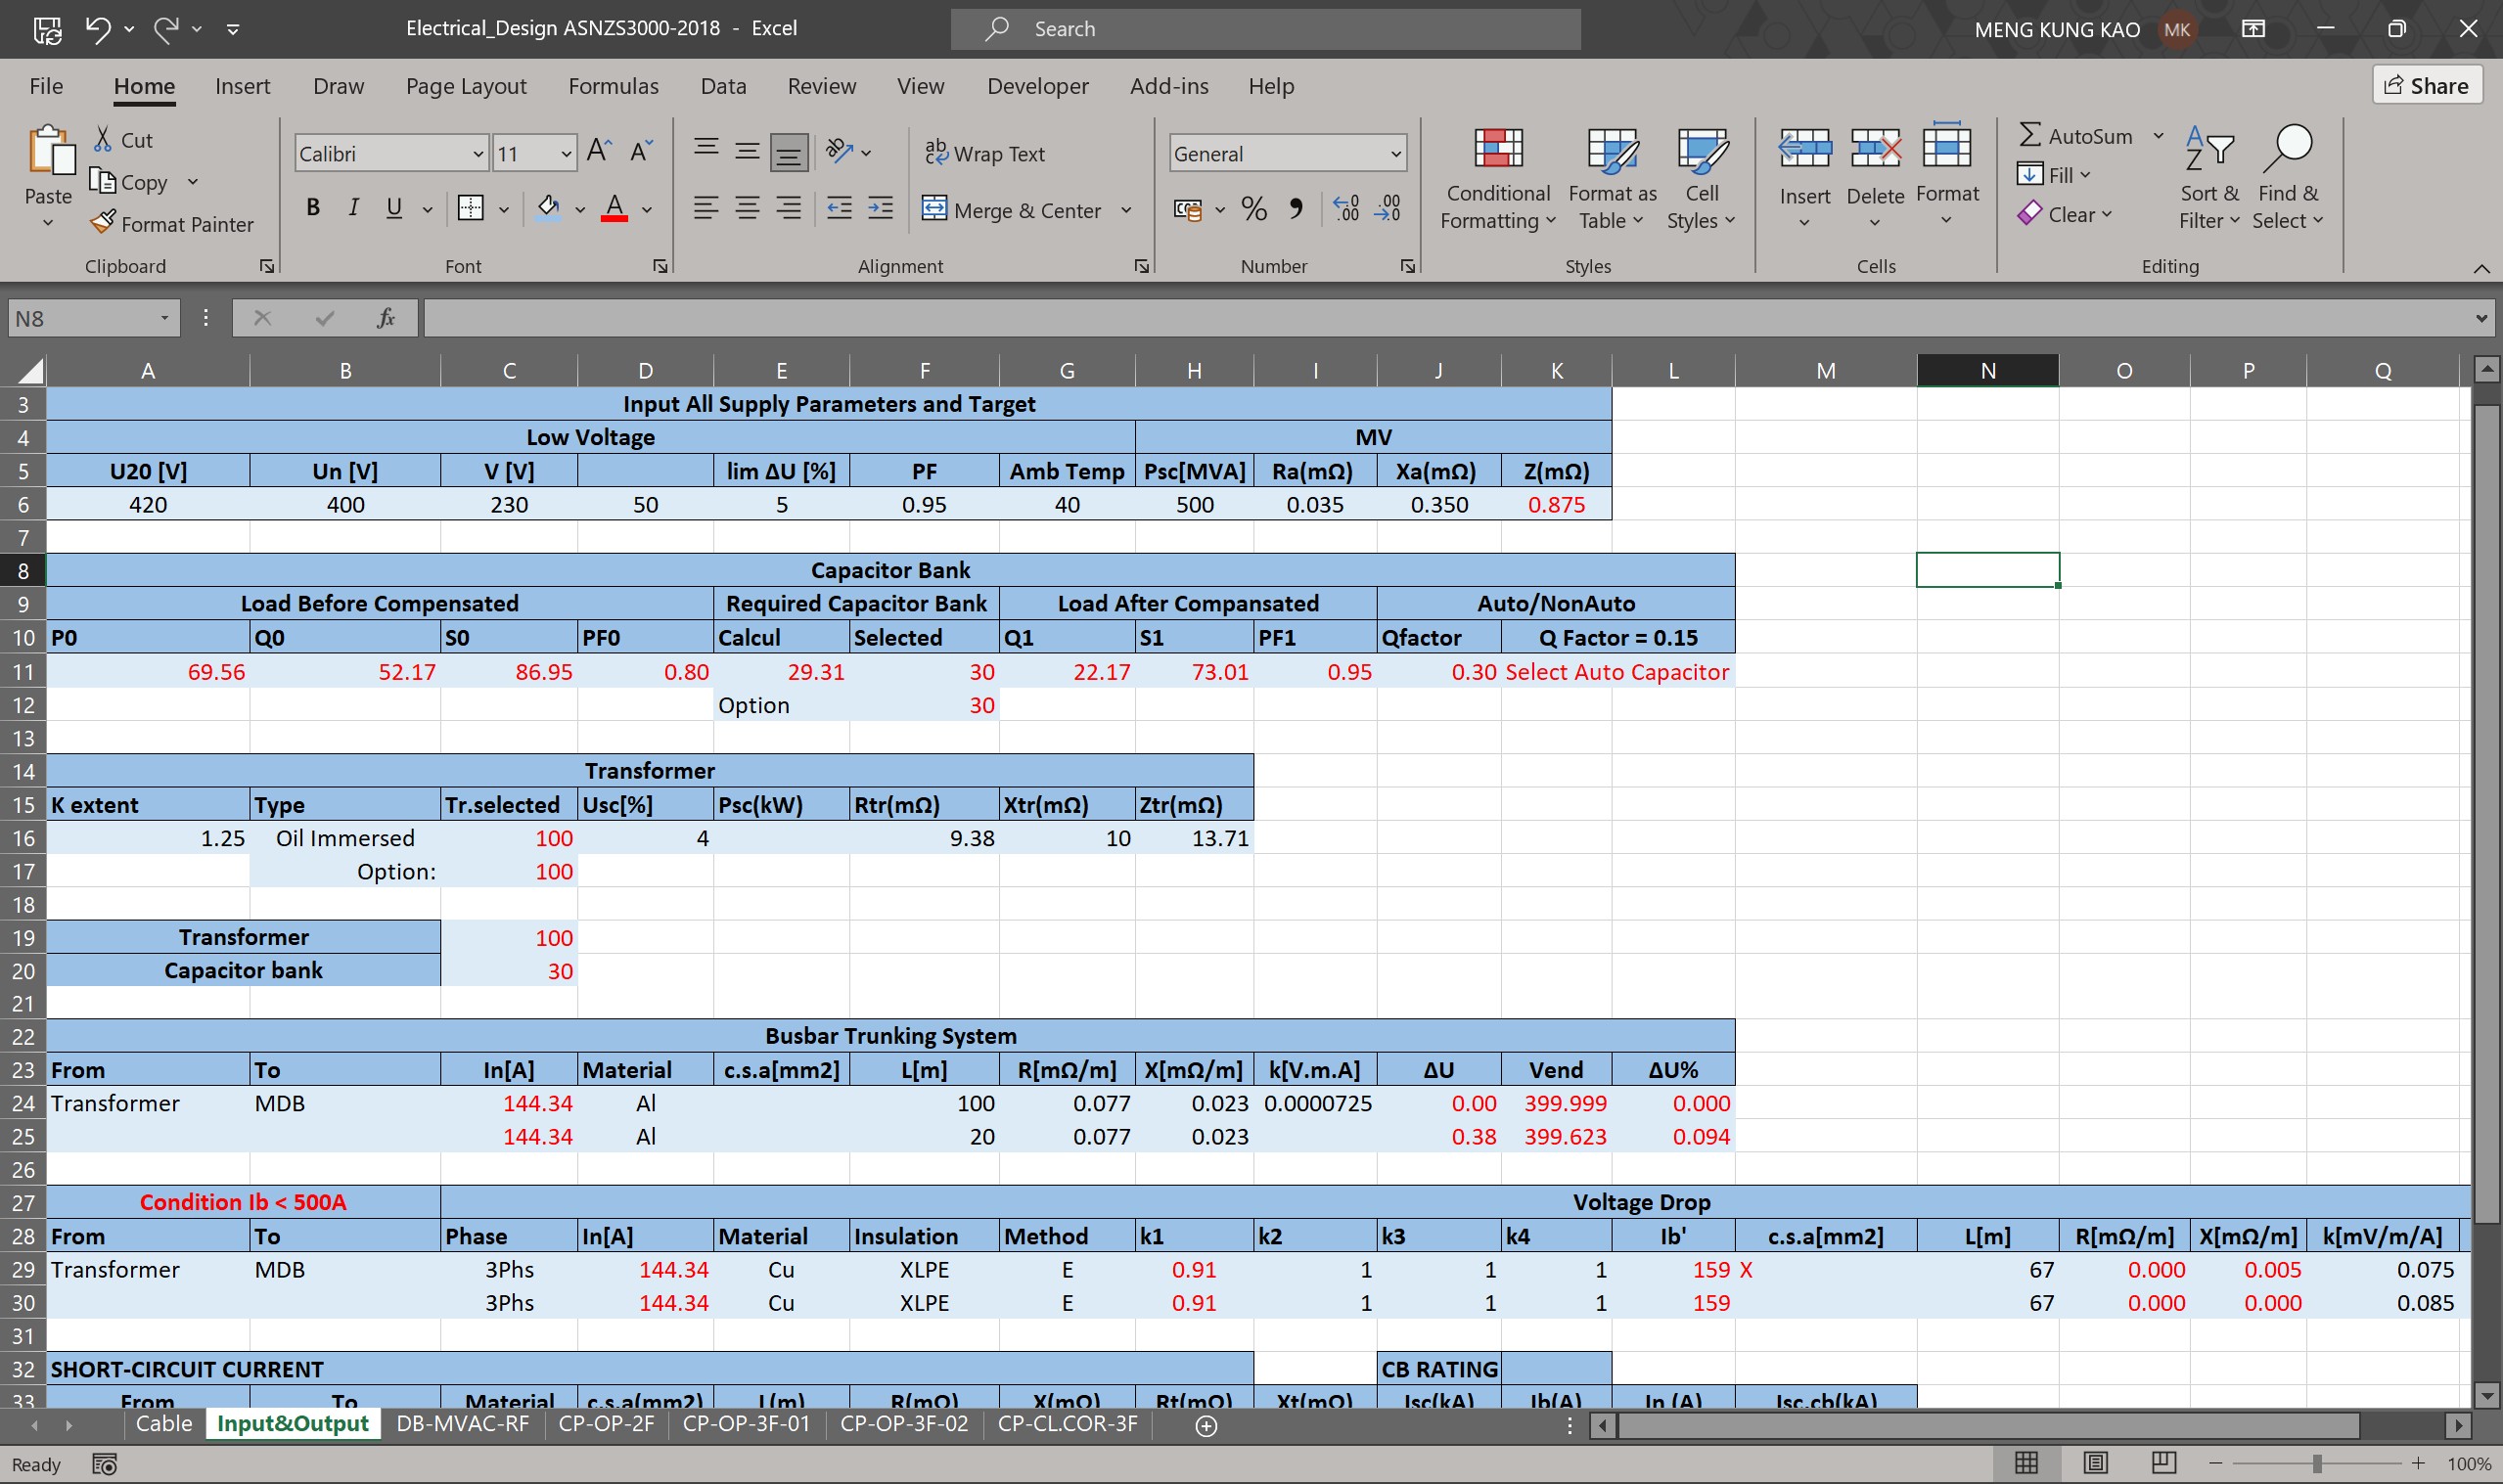 Electrical_Design ASNZS3000-2018 - Excel
Search
MENG KUNG KAO MK
File Home Insert Draw Page Layout Formulas Data Review View Developer Add-ins Help Share
Paste Cut Copy Format Painter
Calibri 11 B I U
ab Wrap Text Merge & Center
General % 9
Conditional Formatting Format as Table Cell Styles
Insert Delete Format
AutoSum Fill Clear Sort & Filter Find & Select
Clipboard Font Alignment Number Styles Cells Editing
N8 fx
A B C D E F G H I J K L M N O P Q
3 Input All Supply Parameters and Target
4 Low Voltage MV
5 U20 [V] Un [V] V [V] lim ΔU [%] PF Amb Temp Psc[MVA] Ra(mΩ) Xa(mΩ) Z(mΩ)
6 420 400 230 50 5 0.95 40 500 0.035 0.350 0.875
7
8 Capacitor Bank
9 Load Before Compensated Required Capacitor Bank Load After Compansated Auto/NonAuto
10 P0 Q0 S0 PF0 Calcul Selected Q1 S1 PF1 Qfactor Q Factor = 0.15
11 69.56 52.17 86.95 0.80 29.31 30 22.17 73.01 0.95 0.30 Select Auto Capacitor
12 Option 30
13
14 Transformer
15 K extent Type Tr.selected Usc[%] Psc(kW) Rtr(mΩ) Xtr(mΩ) Ztr(mΩ)
16 1.25 Oil Immersed 100 4 9.38 10 13.71
17 Option: 100
18
19 Transformer 100
20 Capacitor bank 30
21
22 Busbar Trunking System
23 From To In[A] Material c.s.a[mm2] L[m] R[mΩ/m] X[mΩ/m] k[V.m.A] ΔU Vend ΔU%
24 Transformer MDB 144.34 Al 100 0.077 0.023 0.0000725 0.00 399.999 0.000
25 144.34 Al 20 0.077 0.023 0.38 399.623 0.094
26
27 Condition Ib < 500A Voltage Drop
28 From To Phase In[A] Material Insulation Method k1 k2 k3 k4 Ib' c.s.a[mm2] L[m] R[mΩ/m] X[mΩ/m] k[mV/m/A]
29 Transformer MDB 3Phs 144.34 Cu XLPE E 0.91 1 1 1 159 X 67 0.000 0.005 0.075
30 3Phs 144.34 Cu XLPE E 0.91 1 1 1 159 67 0.000 0.000 0.085
31
32 SHORT-CIRCUIT CURRENT CB RATING
33 From To Material c.s.a(mm2) L(m) R(mΩ) X(mΩ) Rt(mΩ) Xt(mΩ) Isc(kA) Ib(A) In (A) Isc.cb(kA)
Cable Input&Output DB-MVAC-RF CP-OP-2F CP-OP-3F-01 CP-OP-3F-02 CP-CL.COR-3F
Ready 100%